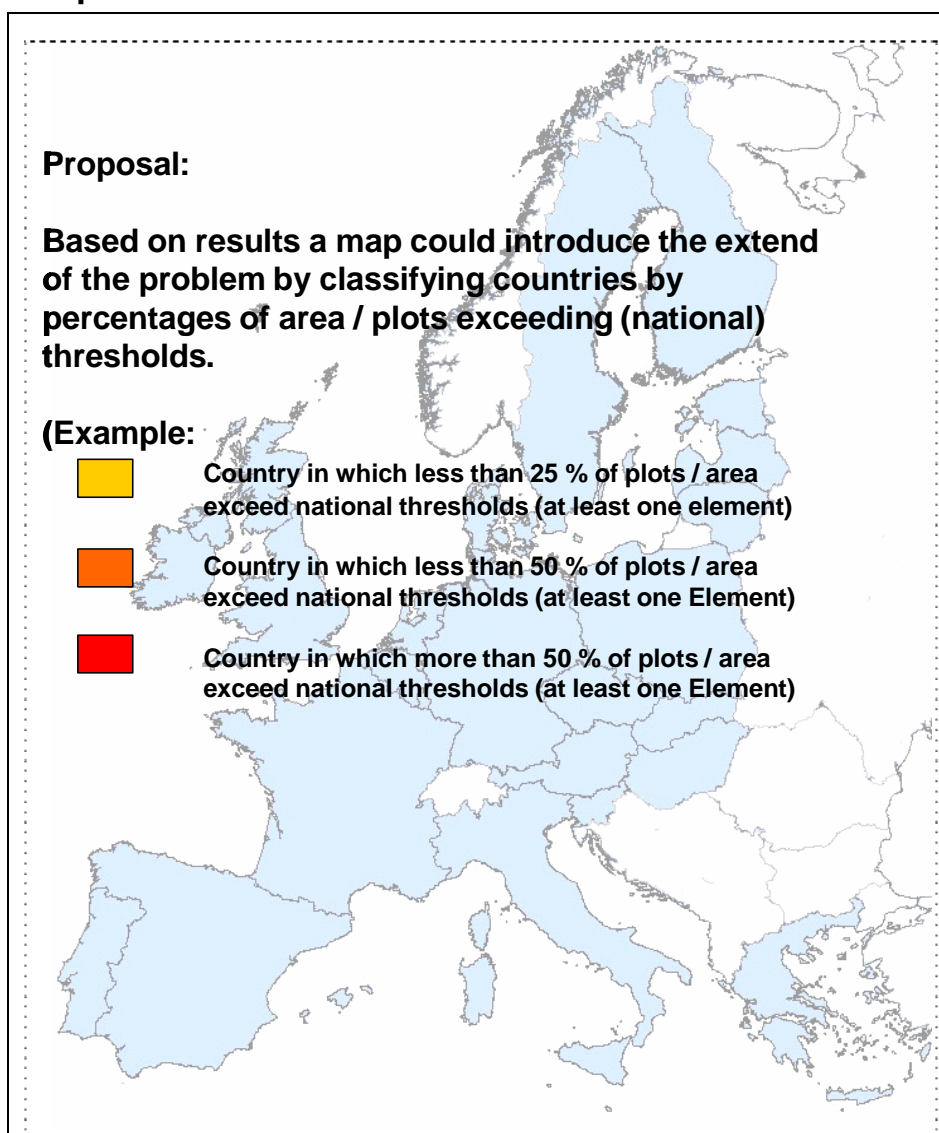 Proposal:
Based on results a map could introduce the extend
of the problem by classifying countries by
percentages of area / plots exceeding (national)
thresholds.
(Example:
Country in which less than 25 % of plots / area
exceed national thresholds (at least one element)
Country in which less than 50 % of plots / area
exceed national thresholds (at least one Element)
Country in which more than 50 % of plots / area
exceed national thresholds (at least one Element)